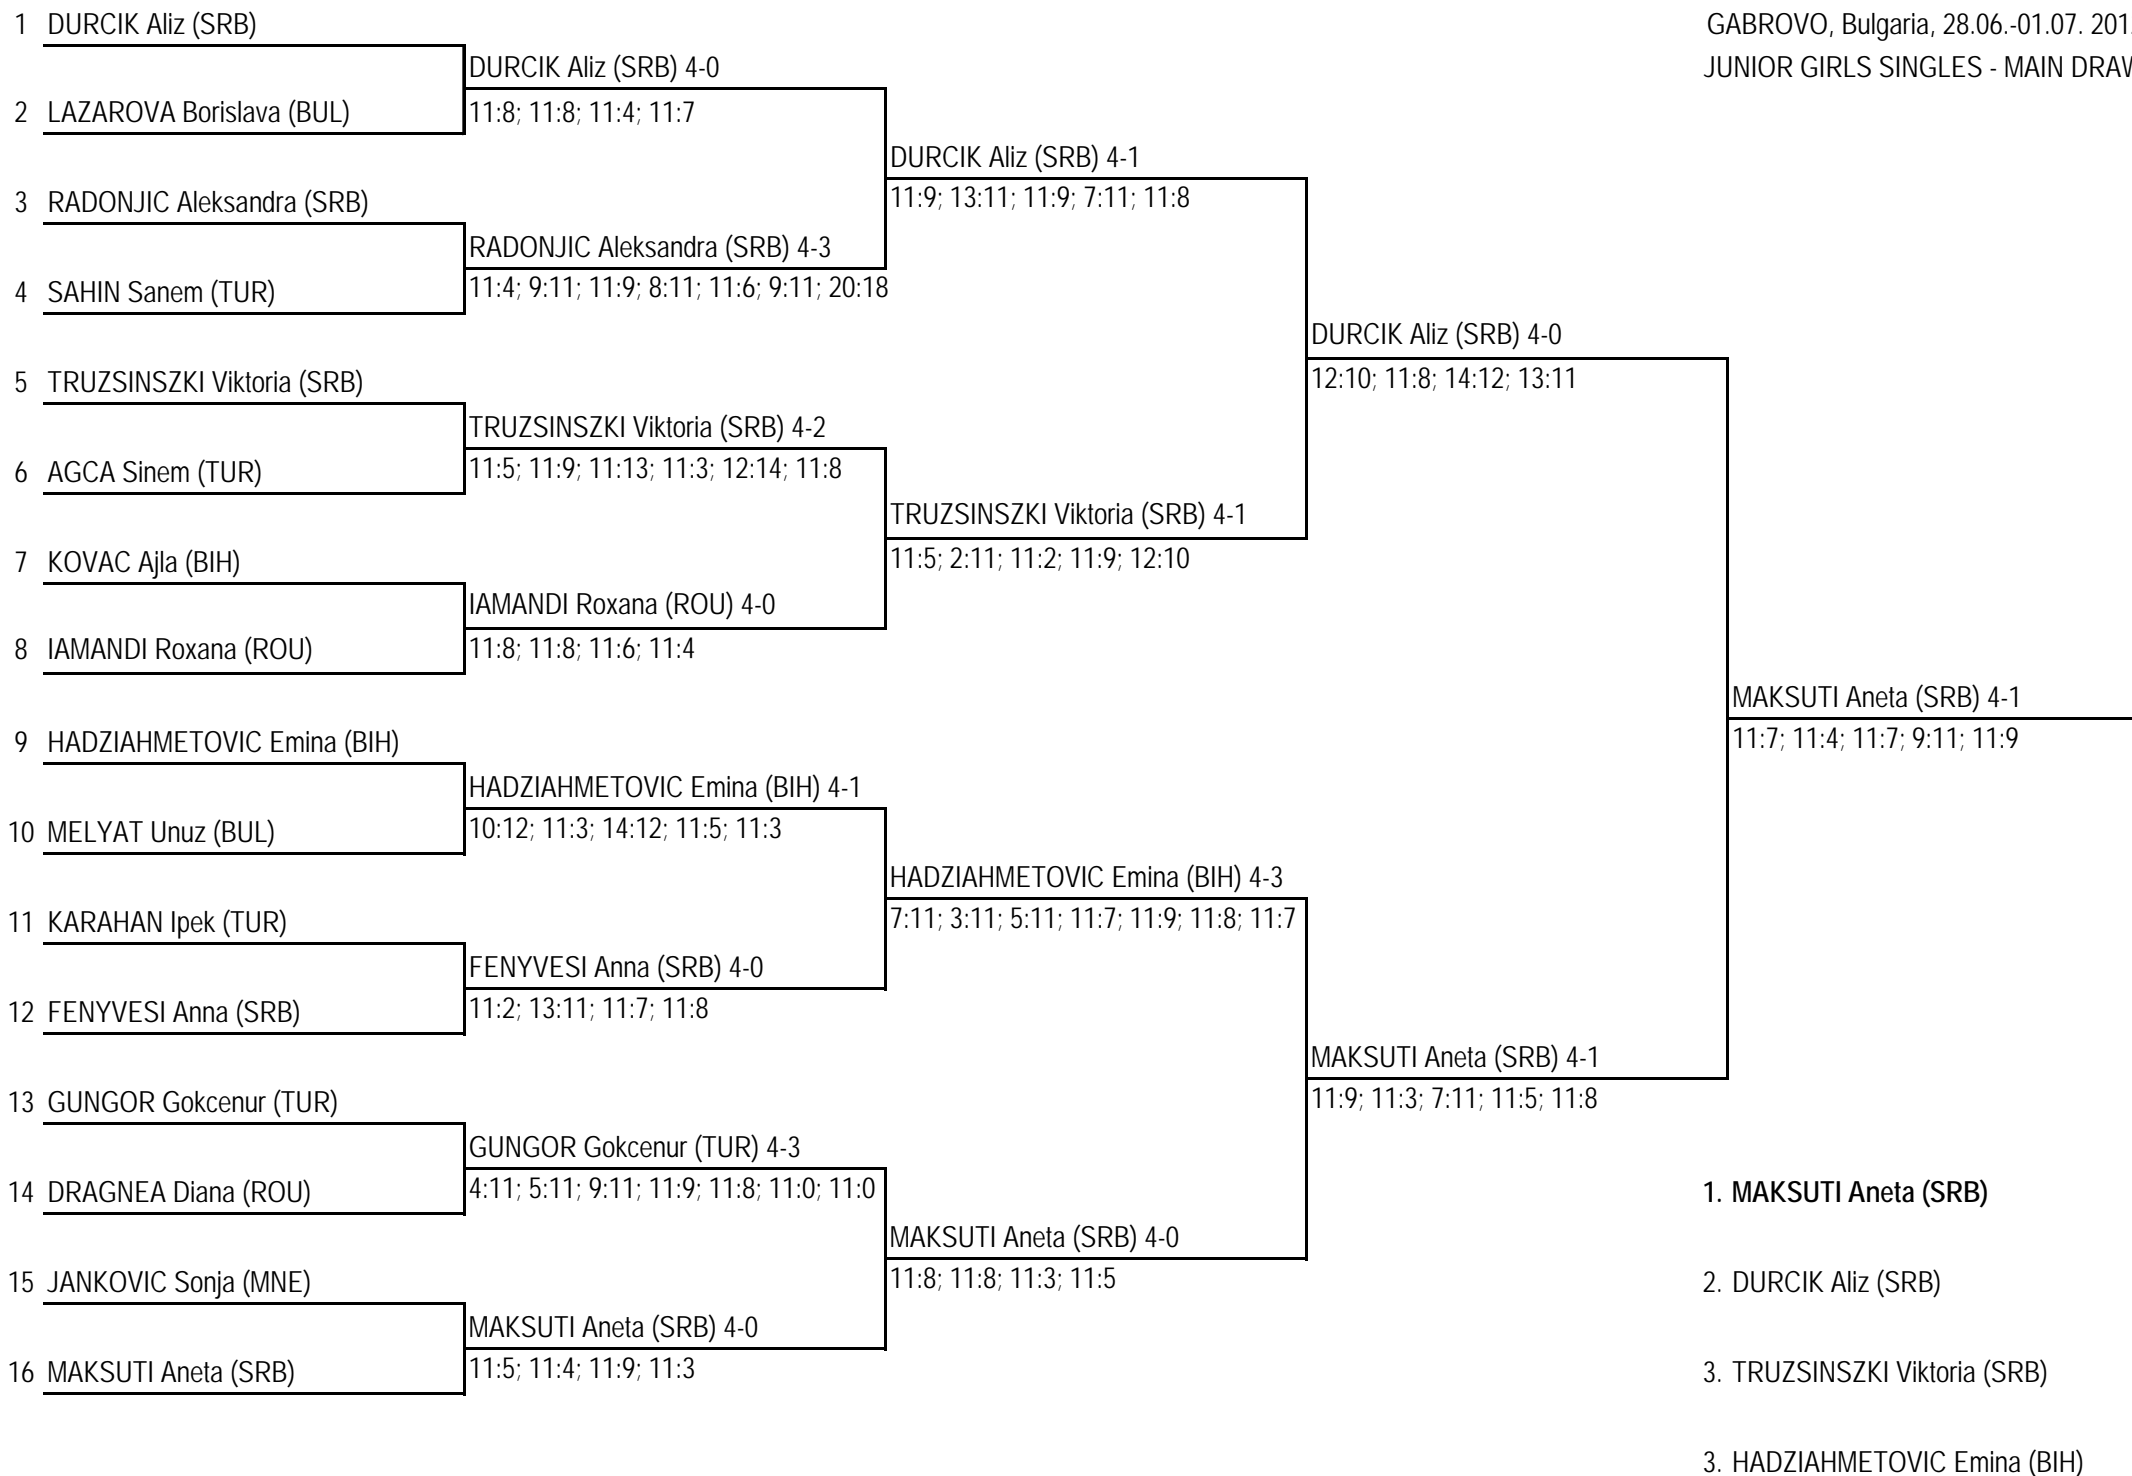 1 DURCIK Aliz (SRB)
GABROVO, Bulgaria, 28.06.-01.07. 201
JUNIOR GIRLS SINGLES - MAIN DRAW
DURCIK Aliz (SRB) 4-0
2 LAZAROVA Borislava (BUL)
11:8; 11:8; 11:4; 11:7
DURCIK Aliz (SRB) 4-1
11:9; 13:11; 11:9; 7:11; 11:8
3 RADONJIC Aleksandra (SRB)
RADONJIC Aleksandra (SRB) 4-3
4 SAHIN Sanem (TUR)
11:4; 9:11; 11:9; 8:11; 11:6; 9:11; 20:18
DURCIK Aliz (SRB) 4-0
12:10; 11:8; 14:12; 13:11
5 TRUZSINSZKI Viktoria (SRB)
TRUZSINSZKI Viktoria (SRB) 4-2
6 AGCA Sinem (TUR)
11:5; 11:9; 11:13; 11:3; 12:14; 11:8
TRUZSINSZKI Viktoria (SRB) 4-1
11:5; 2:11; 11:2; 11:9; 12:10
7 KOVAC Ajla (BIH)
IAMANDI Roxana (ROU) 4-0
8 IAMANDI Roxana (ROU)
11:8; 11:8; 11:6; 11:4
MAKSUTI Aneta (SRB) 4-1
11:7; 11:4; 11:7; 9:11; 11:9
9 HADZIAHMETOVIC Emina (BIH)
HADZIAHMETOVIC Emina (BIH) 4-1
10 MELYAT Unuz (BUL)
10:12; 11:3; 14:12; 11:5; 11:3
HADZIAHMETOVIC Emina (BIH) 4-3
7:11; 3:11; 5:11; 11:7; 11:9; 11:8; 11:7
11 KARAHAN Ipek (TUR)
FENYVESI Anna (SRB) 4-0
12 FENYVESI Anna (SRB)
11:2; 13:11; 11:7; 11:8
MAKSUTI Aneta (SRB) 4-1
11:9; 11:3; 7:11; 11:5; 11:8
13 GUNGOR Gokcenur (TUR)
GUNGOR Gokcenur (TUR) 4-3
14 DRAGNEA Diana (ROU)
4:11; 5:11; 9:11; 11:9; 11:8; 11:0; 11:0
1. MAKSUTI Aneta (SRB)
MAKSUTI Aneta (SRB) 4-0
11:8; 11:8; 11:3; 11:5
15 JANKOVIC Sonja (MNE)
2. DURCIK Aliz (SRB)
MAKSUTI Aneta (SRB) 4-0
16 MAKSUTI Aneta (SRB)
11:5; 11:4; 11:9; 11:3
3. TRUZSINSZKI Viktoria (SRB)
3. HADZIAHMETOVIC Emina (BIH)